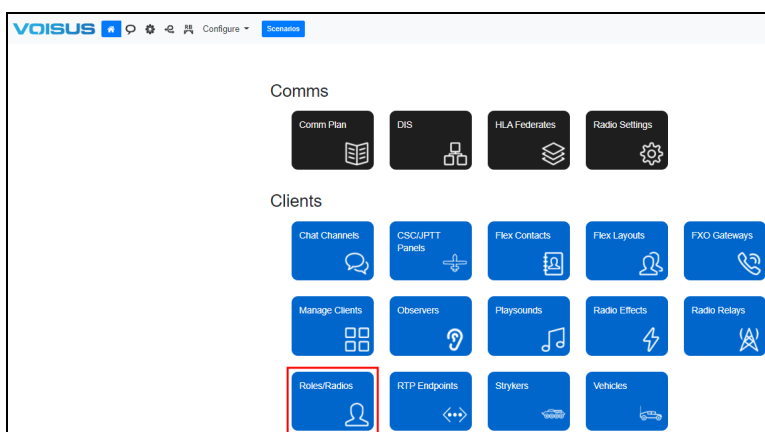 VOISUS RB Configure Scenarios
Comms
Comm Plan DIS HLA Federates Radio Settings
Clients
Chat Channels CSC/JPTT Panels Flex Contacts Flex Layouts FXO Gateways
Manage Clients Observers Playsounds Radio Effects Radio Relays
Roles/Radios RTP Endpoints Strykers Vehicles